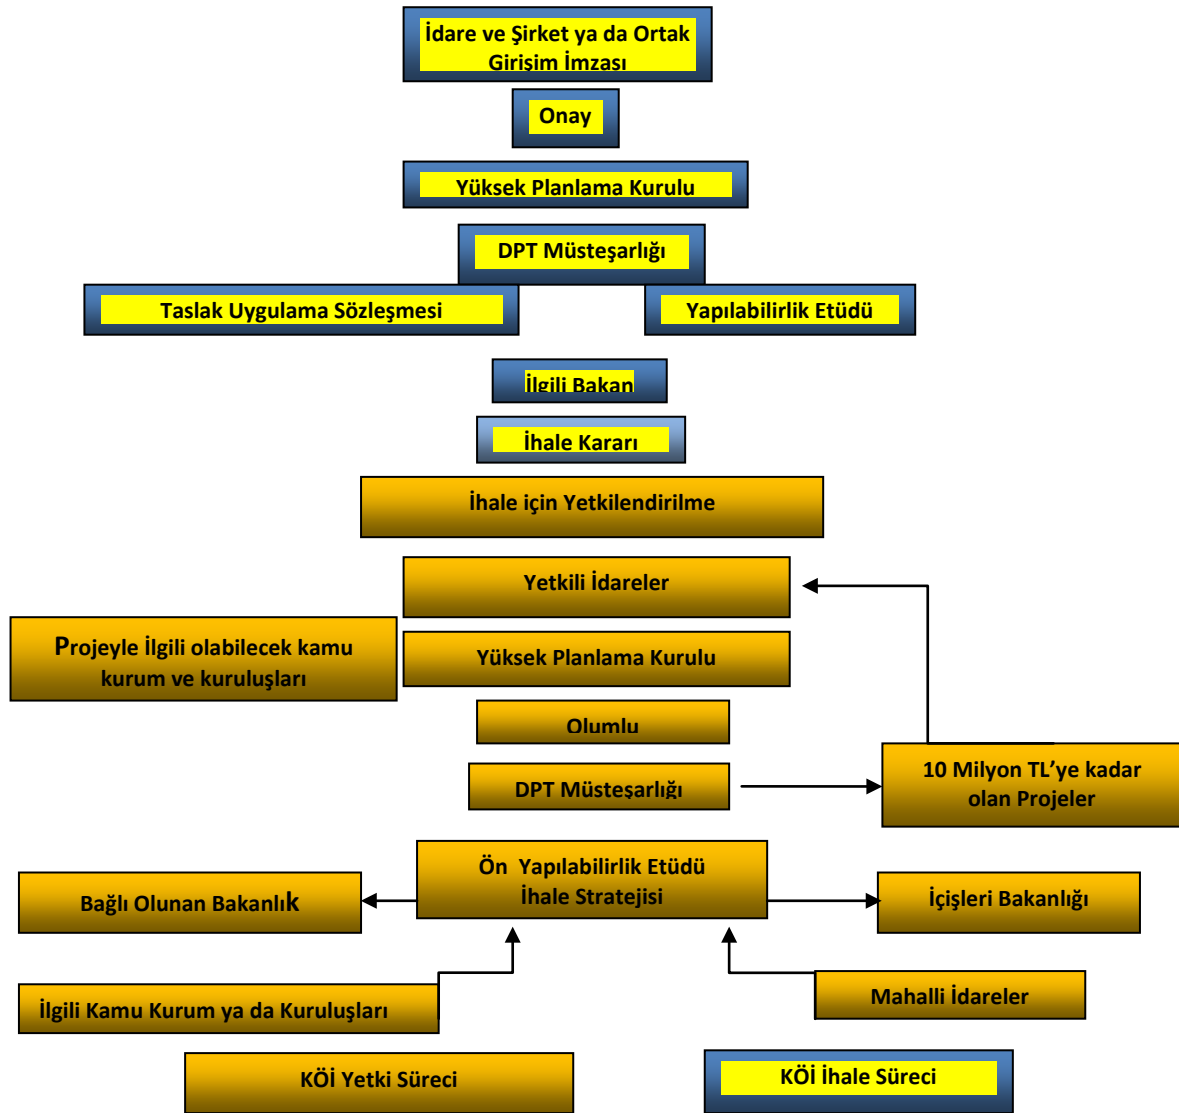 İdare ve Şirket ya da Ortak
Girişim İmzası
Onay
Yüksek Planlama Kurulu
DPT Müsteşarlığı
Taslak Uygulama Sözleşmesi
Yapılabilirlik Etüdü
İlgili Bakan
İhale Kararı
İhale için Yetkilendirilme
Yetkili İdareler
Projeyle İlgili olabilecek kamu
kurum ve kuruluşları
Yüksek Planlama Kurulu
Olumlu
DPT Müsteşarlığı
10 Milyon TL’ye kadar
olan Projeler
Ön Yapılabilirlik Etüdü
İhale Stratejisi
Bağlı Olunan Bakanlık
İçişleri Bakanlığı
İlgili Kamu Kurum ya da Kuruluşları
Mahalli İdareler
KÖİ Yetki Süreci
KÖİ İhale Süreci